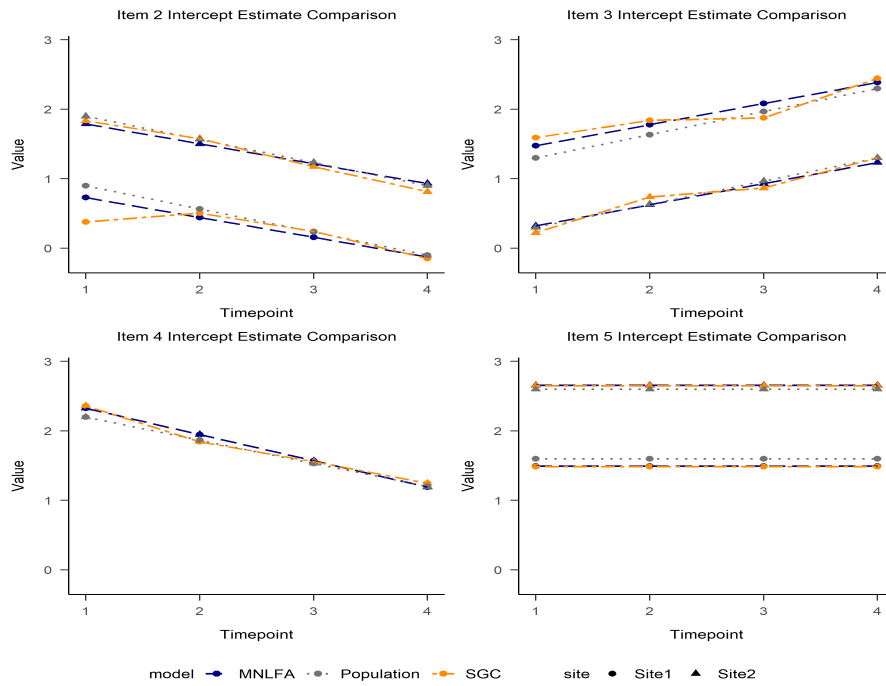 Item 2 Intercept Estimate Comparison
3
2
1
0
Value
1 2 3 4
Timepoint
Item 3 Intercept Estimate Comparison
3
2
1
0
Value
1 2 3 4
Timepoint
Item 4 Intercept Estimate Comparison
3
2
1
0
Value
1 2 3 4
Timepoint
Item 5 Intercept Estimate Comparison
3
2
1
0
Value
1 2 3 4
Timepoint
model MNLFA Population SGC site Site1 Site2